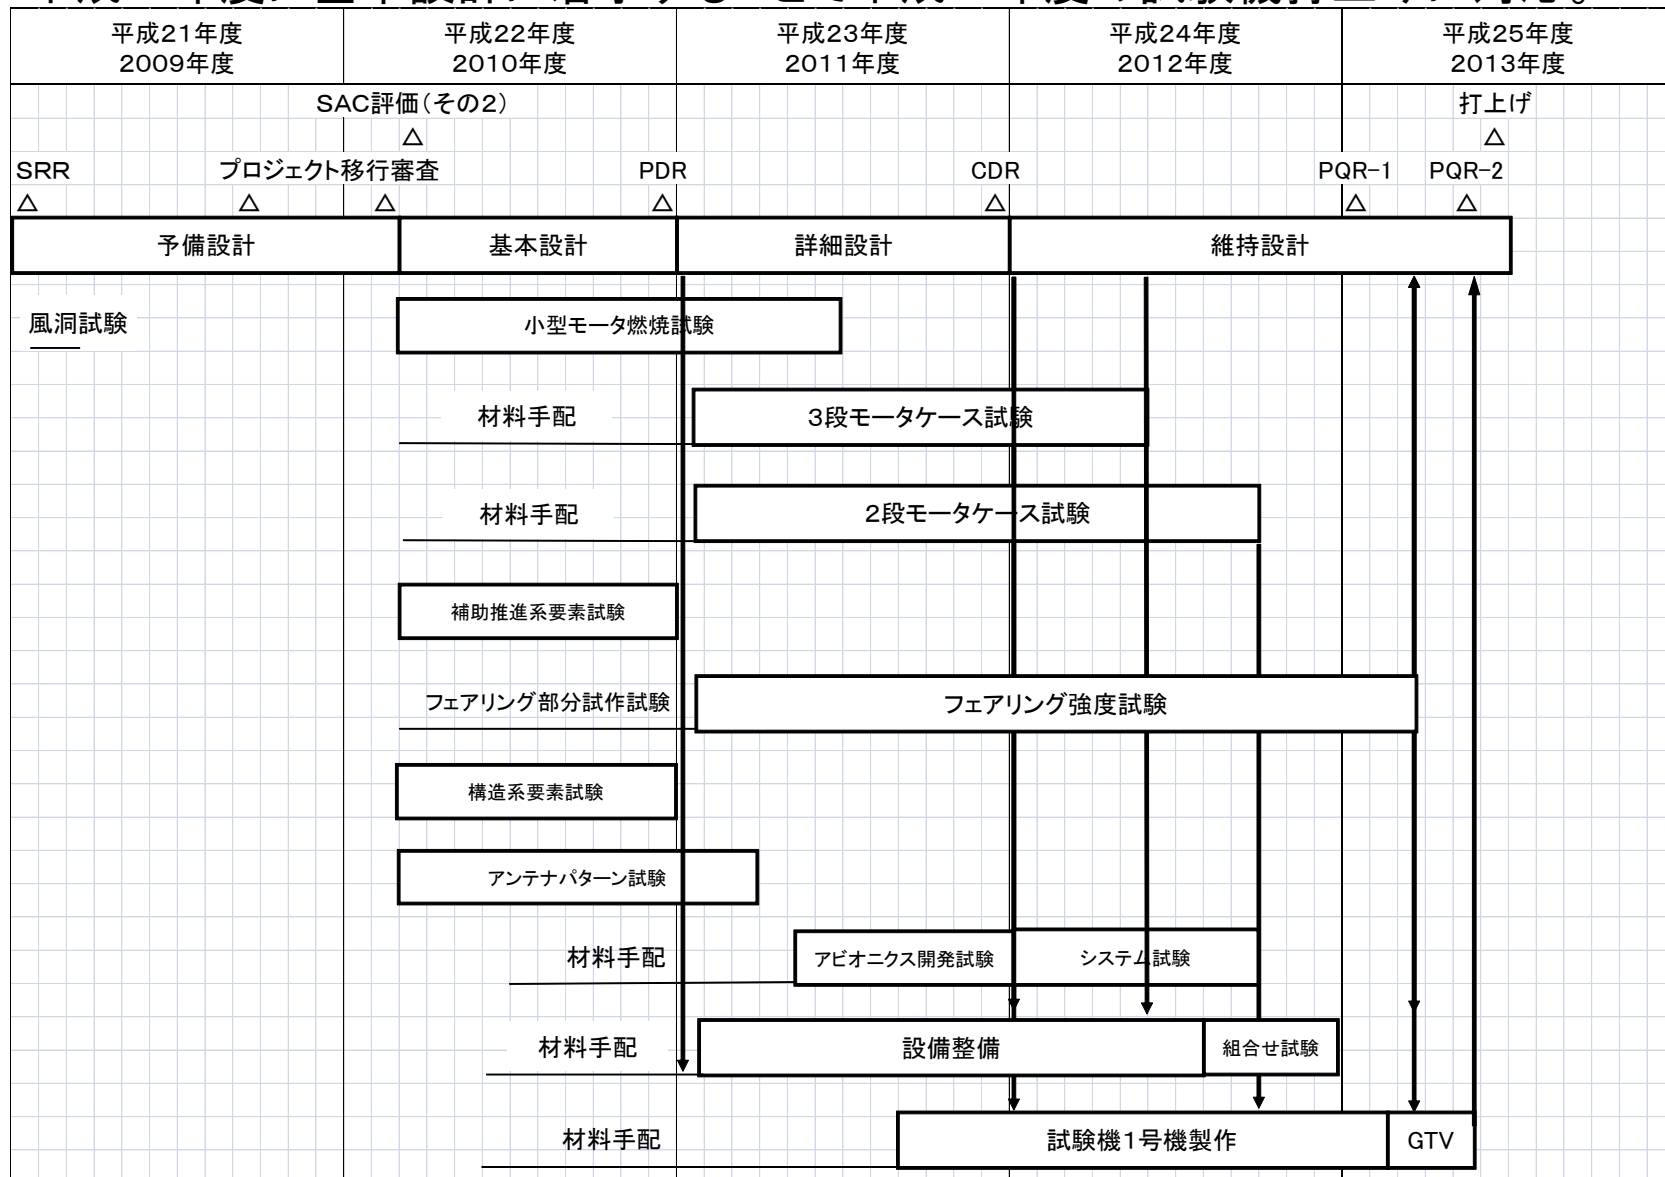 平成21年度
2009年度
平成22年度
2010年度
平成23年度
2011年度
平成24年度
2012年度
平成25年度
2013年度
SAC評価(その2)
打上げ
△
△
SRR
プロジェクト移行審査
PDR
CDR
PQR-1
PQR-2
△
△
△
△
△
△
△
予備設計
基本設計
詳細設計
維持設計
風洞試験
小型モータ燃焼試験
材料手配
3段モータケース試験
材料手配
2段モータケース試験
補助推進系要素試験
フェアリング部分試作試験
フェアリング強度試験
構造系要素試験
アンテナパターン試験
材料手配
アビオニクス開発試験
システム試験
材料手配
設備整備
組合せ試験
材料手配
試験機1号機製作
GTV